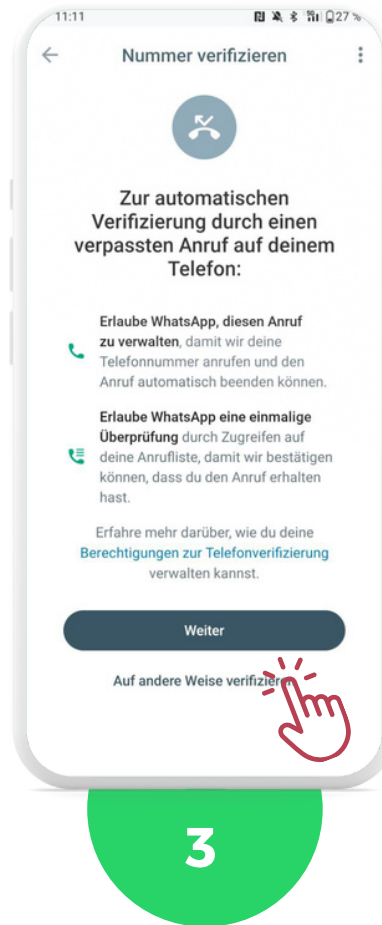 11:11
27 %
Nummer verifizieren
Zur automatischen
Verifizierung durch einen
verpassten Anruf auf deinem
Telefon:
Erlaube WhatsApp, diesen Anruf
zu verwalten, damit wir deine
Telefonnummer anrufen und den
Anruf automatisch beenden können.
Erlaube WhatsApp eine einmalige
Überprüfung durch Zugreifen auf
deine Anrufliste, damit wir bestätigen
können, dass du den Anruf erhalten
hast.
Erfahre mehr darüber, wie du deine
Berechtigungen zur Telefonverifizierung
verwalten kannst.
Weiter
Auf andere Weise verifizieren
3